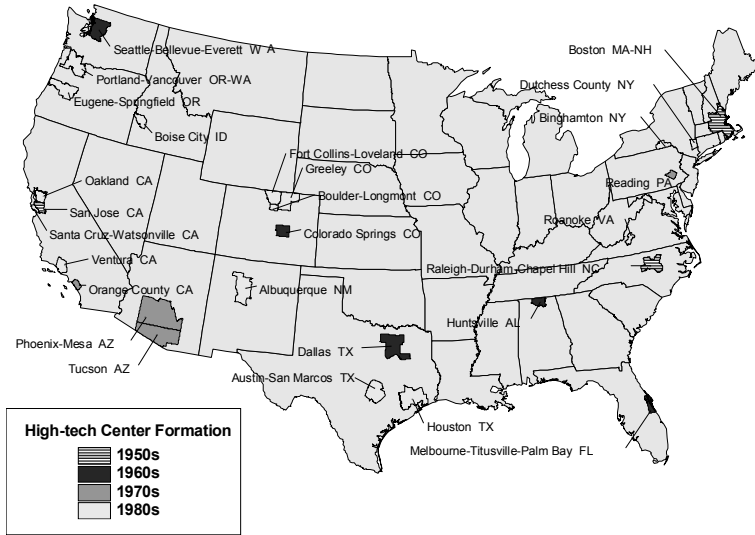 Seattle-Bellevue-Everett W A
Boston MA-NH
Portland-Vancouver OR-WA
Dutchess County NY
Eugene-Springfield OR
Binghamton NY
Boise City ID
Fort Collins-Loveland CO
Greeley CO
Oakland CA
Reading PA
Boulder-Longmont CO
San Jose CA
Roanoke VA
Santa Cruz-Watsonville CA
Colorado Springs CO
Ventura CA
Raleigh-Durham-Chapel Hill NC
Orange County CA
Albuquerque NM
Huntsville AL
Phoenix-Mesa AZ
Dallas TX
Tucson AZ
Austin-San Marcos TX
Houston TX
Melbourne-Titusville-Palm Bay FL
High-tech Center Formation
1950s
1960s
1970s
1980s